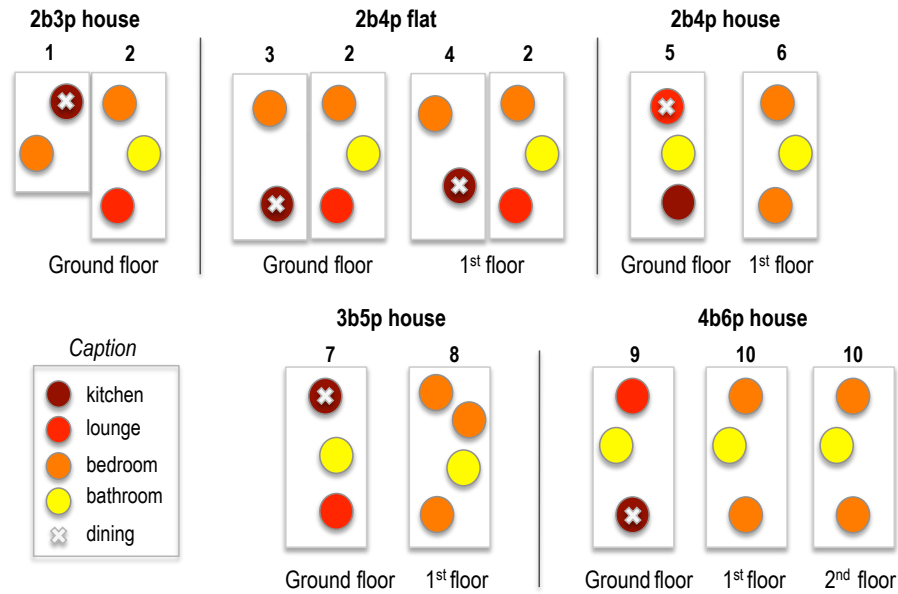 2b3p house
2b4p flat
2b4p house
1 2
3 2 4 2
5 6
Ground floor
Ground floor 1st floor
Ground floor 1st floor
3b5p house
4b6p house
7 8
9 10 10
Caption
kitchen
lounge
bedroom
bathroom
dining
Ground floor 1st floor
Ground floor 1st floor 2nd floor